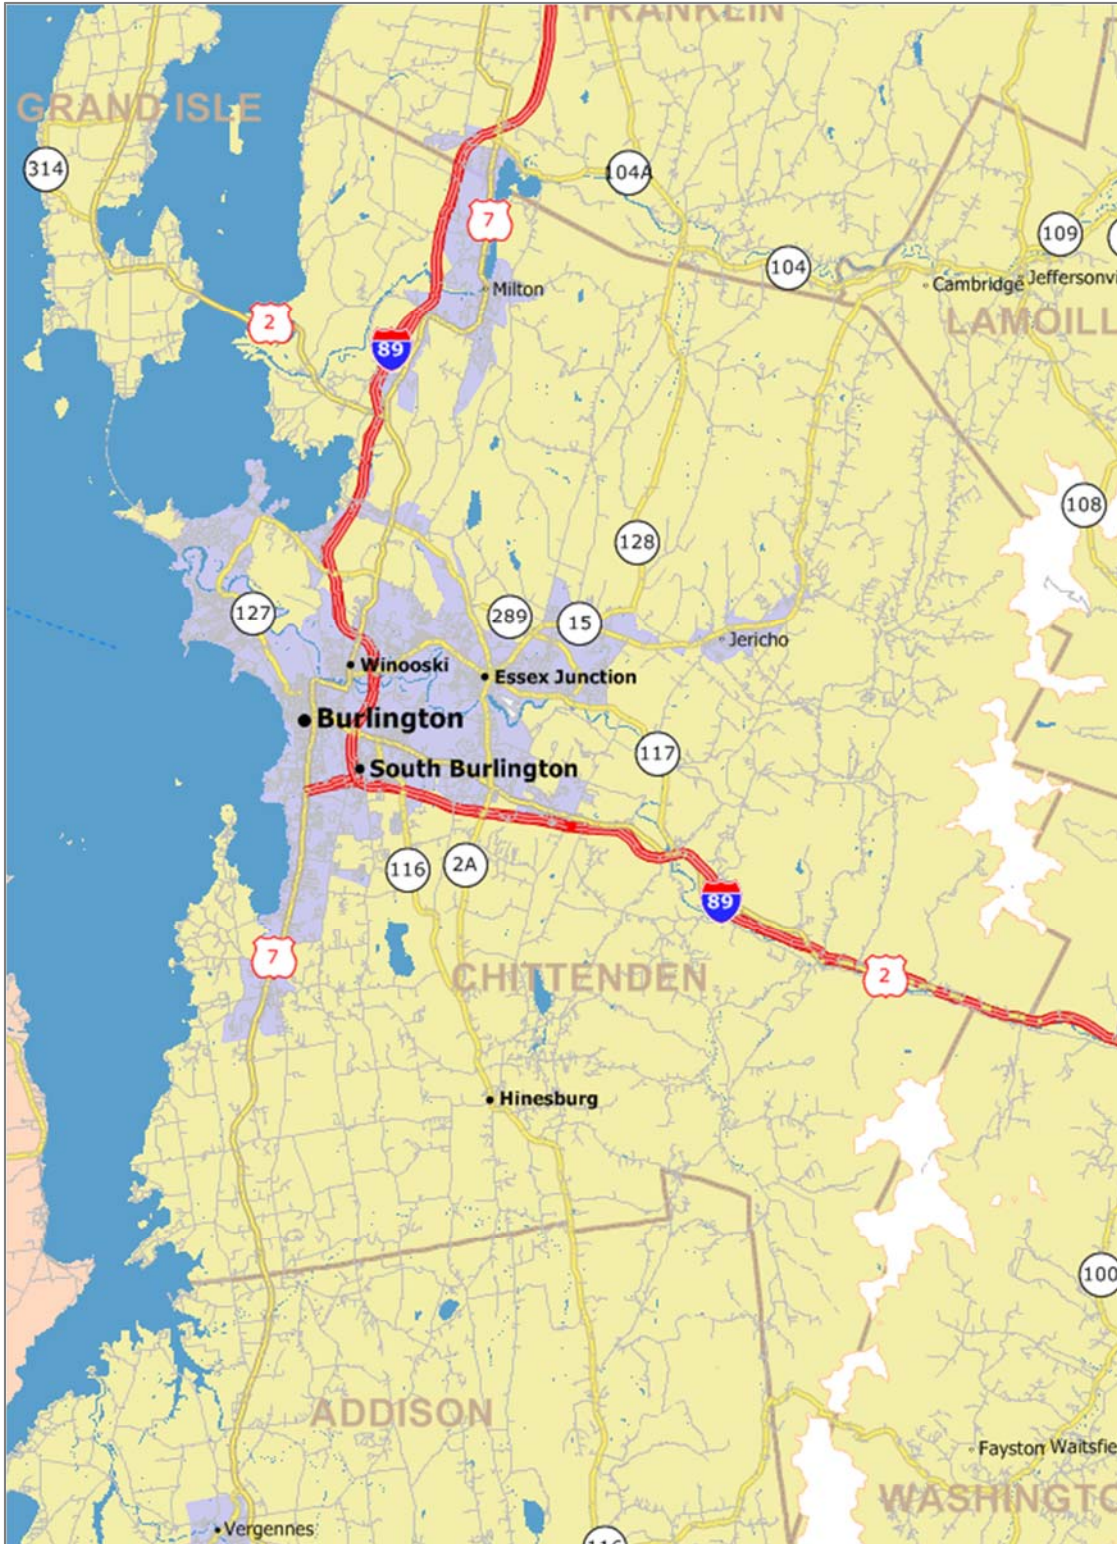 FRANKLIN
GRAND ISLE
314
104A
7
109
104
Cambridge
Jeffersonvi
Milton
2
LAMOILL
89
108
128
127
289
15
Jericho
Winooski
Essex Junction
Burlington
117
South Burlington
116
2A
89
7
CHITTENDEN
2
Hinesburg
100
ADDISON
Fayston
Waitsfie
WASHINGTO
Vergennes
116